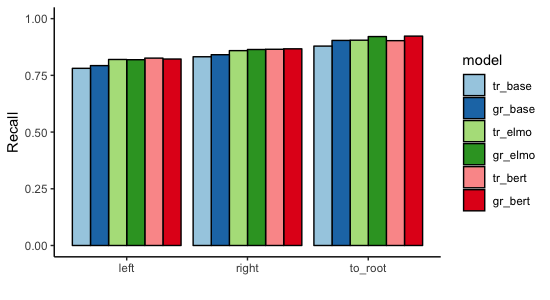 1.00
0.75
0.50
0.25
0.00
Recall
left right to_root
model
tr_base
gr_base
tr_elmo
gr_elmo
tr_bert
gr_bert